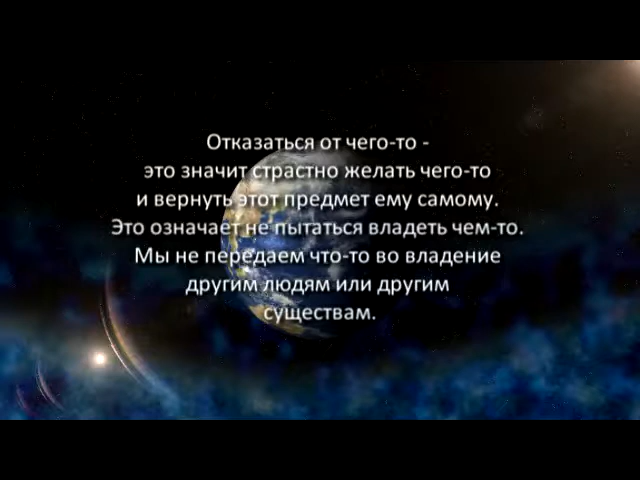 Отказаться от чего-то -
это значит страстно желать чего-то
и вернуть этот предмет ему самому.
Это означает не пытаться владеть чем-то.
Мы не передаем что-то во владение
другим людям или другим
существам.